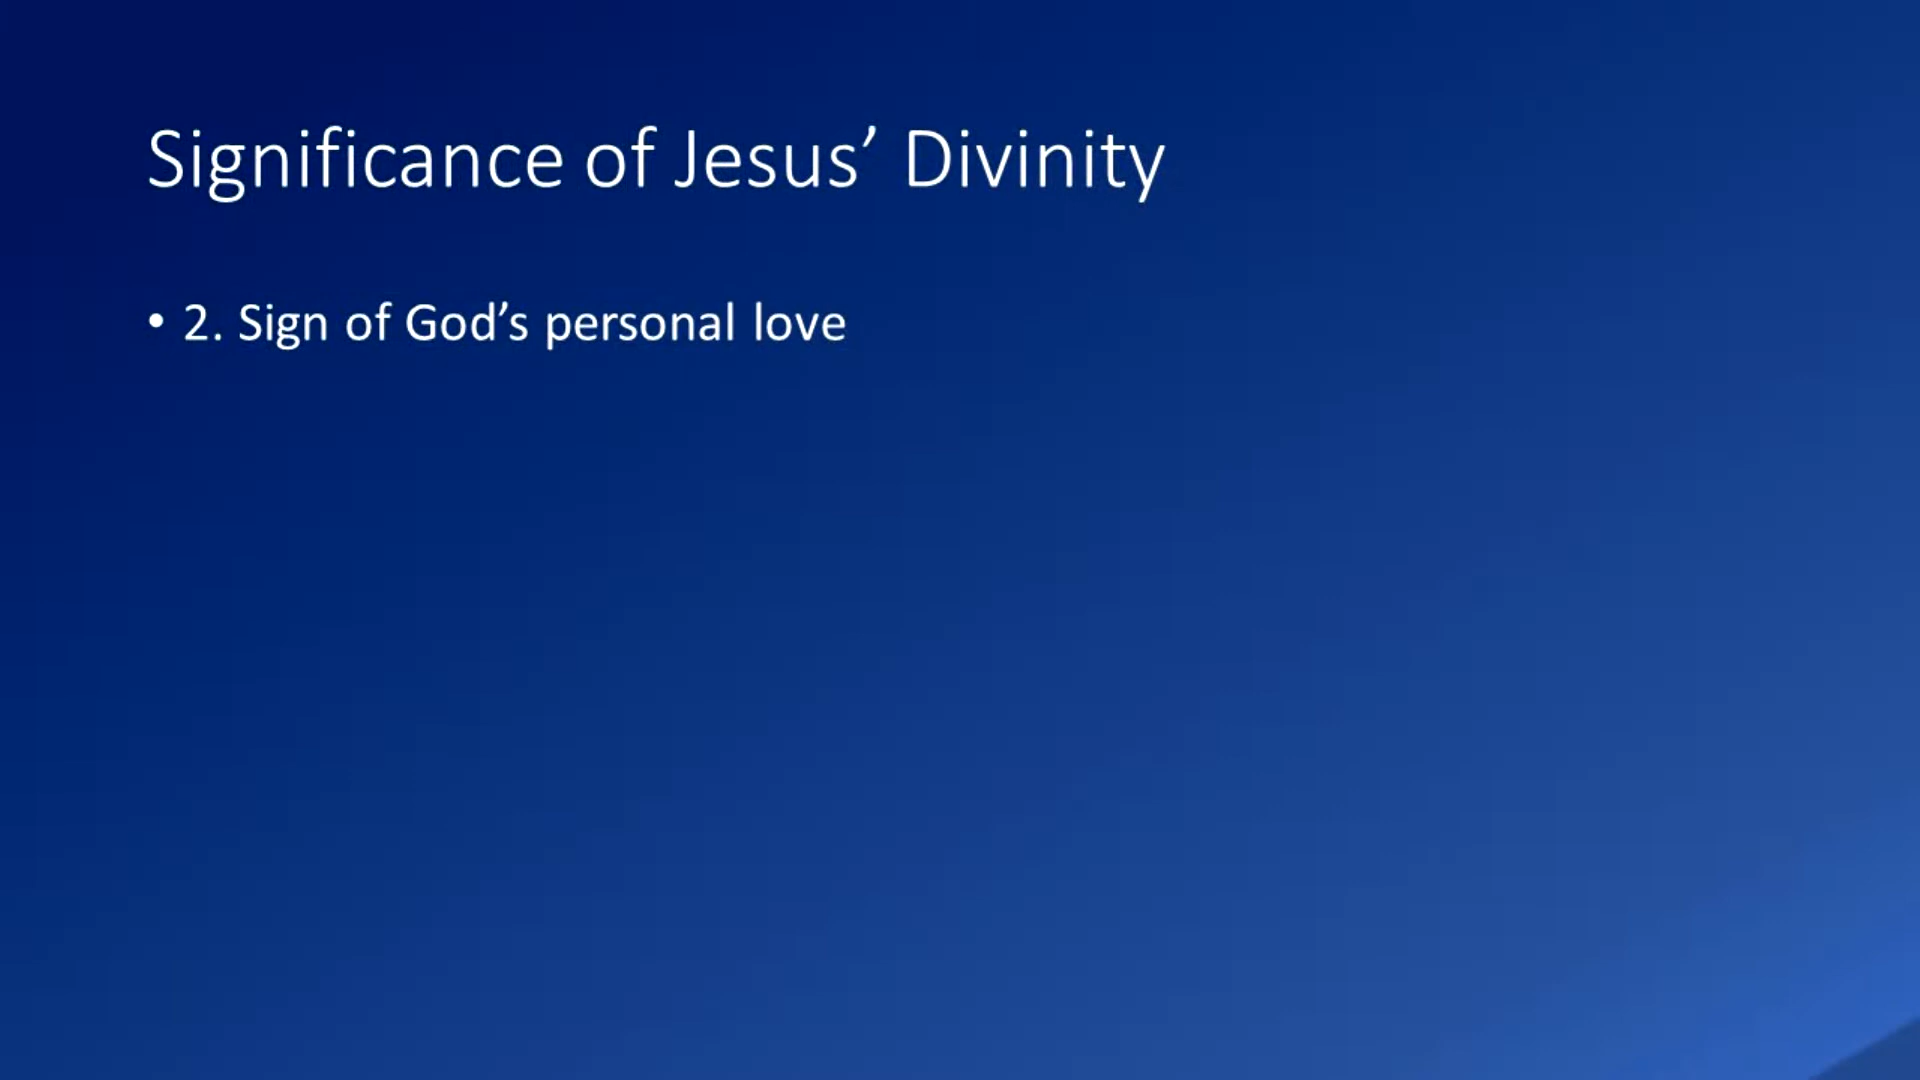 Significance of Jesus’ Divinity
• 2. Sign of God’s personal love